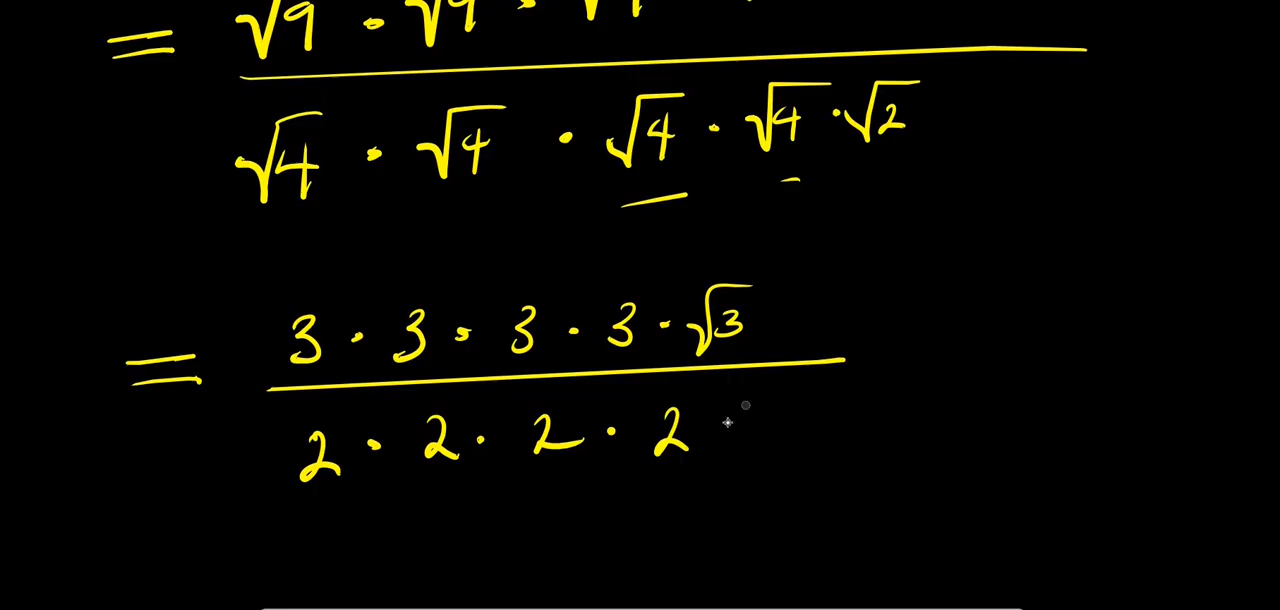 = √9 · √9 ·
√4 · √4 · √4 · √4 · √2
= 3 · 3 · 3 · 3 · √3
2 · 2 · 2 · 2 ·